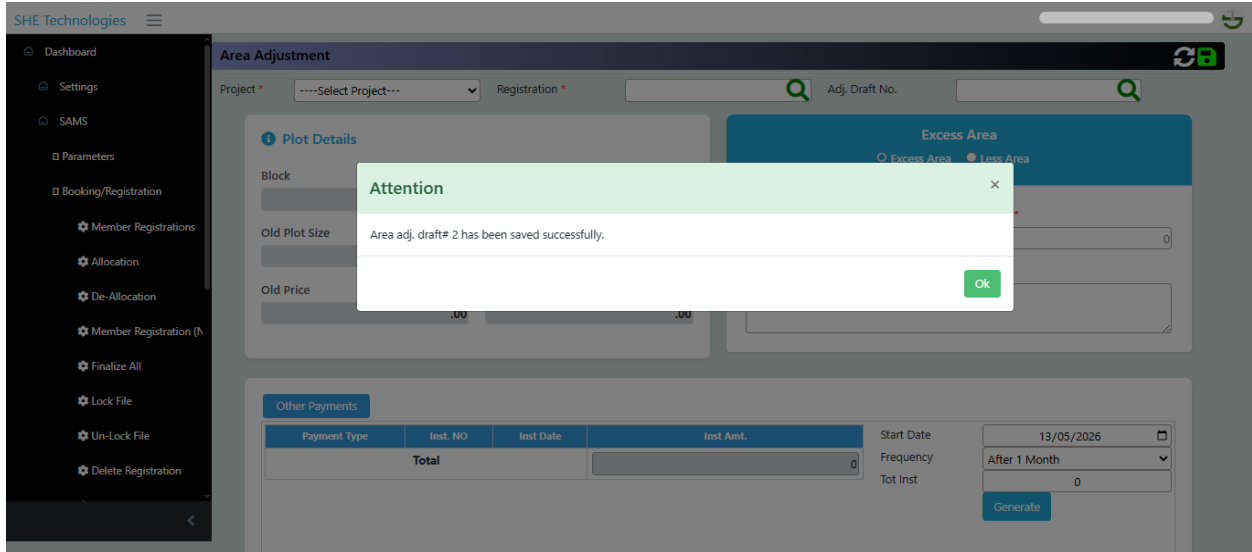 SHE Technologies
Dashboard
Settings
SAMS
Parameters
Booking/Registration
Member Registrations
Allocation
De-Allocation
Member Registration (N
Finalize All
Lock File
Un-Lock File
Delete Registration
Area Adjustment
Project * ----Select Project--- Registration * Adj. Draft No.
Plot Details
Block
Old Plot Size
Old Price
.00 .00
Excess Area
Excess Area Less Area
*
0
Attention ×
Area adj. draft# 2 has been saved successfully.
Ok
Other Payments
Payment Type Inst. NO Inst Date Inst Amt.
Total 0
Start Date 13/05/2026
Frequency After 1 Month
Tot Inst 0
Generate